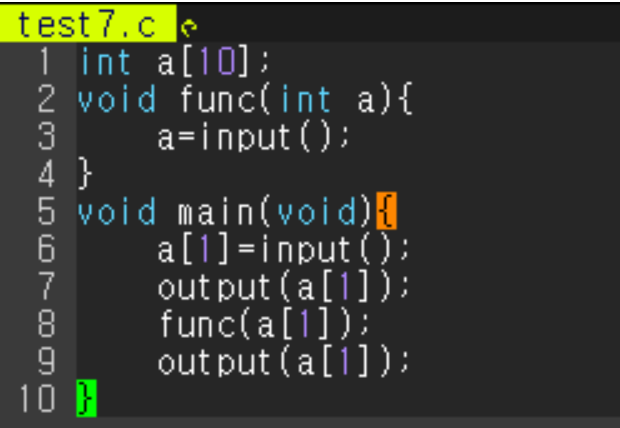 test7.c
1 int a[10];
2 void func(int a){
3 a=input();
4 }
5 void main(void){
6 a[1]=input();
7 output(a[1]);
8 func(a[1]);
9 output(a[1]);
10 }